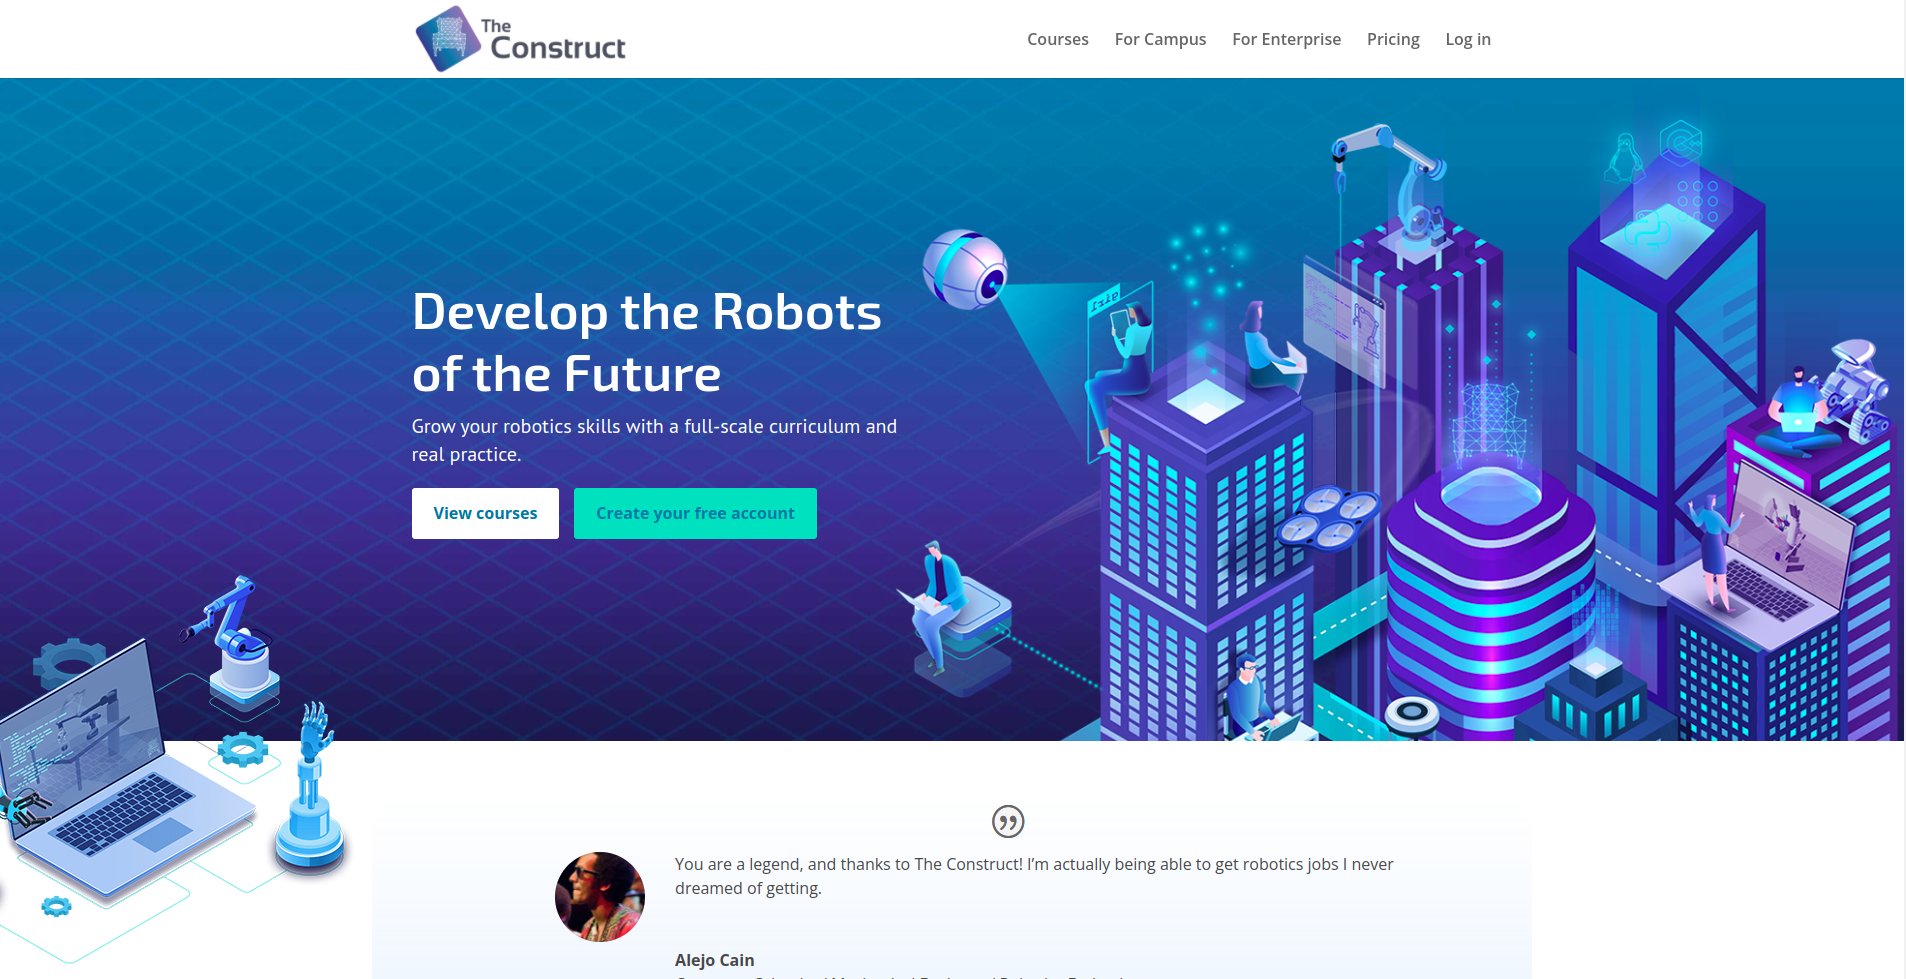 The
Construct
Courses
For Campus
For Enterprise
Pricing
Log in
Develop the Robots
of the Future
Grow your robotics skills with a full-scale curriculum and
real practice.
View courses
Create your free account
You are a legend, and thanks to The Construct! I’m actually being able to get robotics jobs I never
dreamed of getting.
Alejo Cain